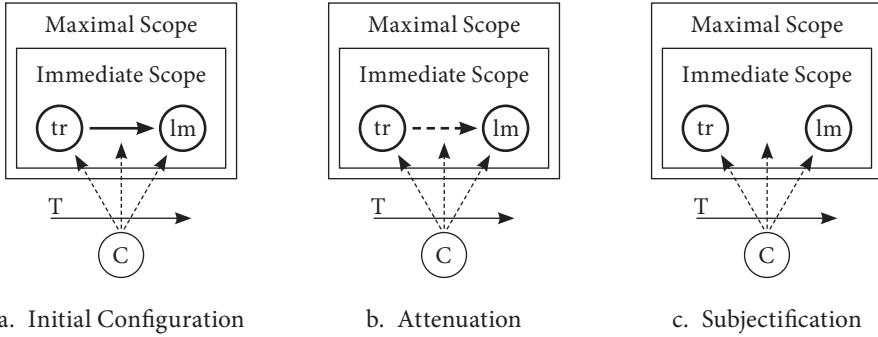 Maximal Scope
Immediate Scope
tr
lm
T
C
a. Initial Configuration
Maximal Scope
Immediate Scope
tr
lm
T
C
b. Attenuation
Maximal Scope
Immediate Scope
tr
lm
T
C
c. Subjectification